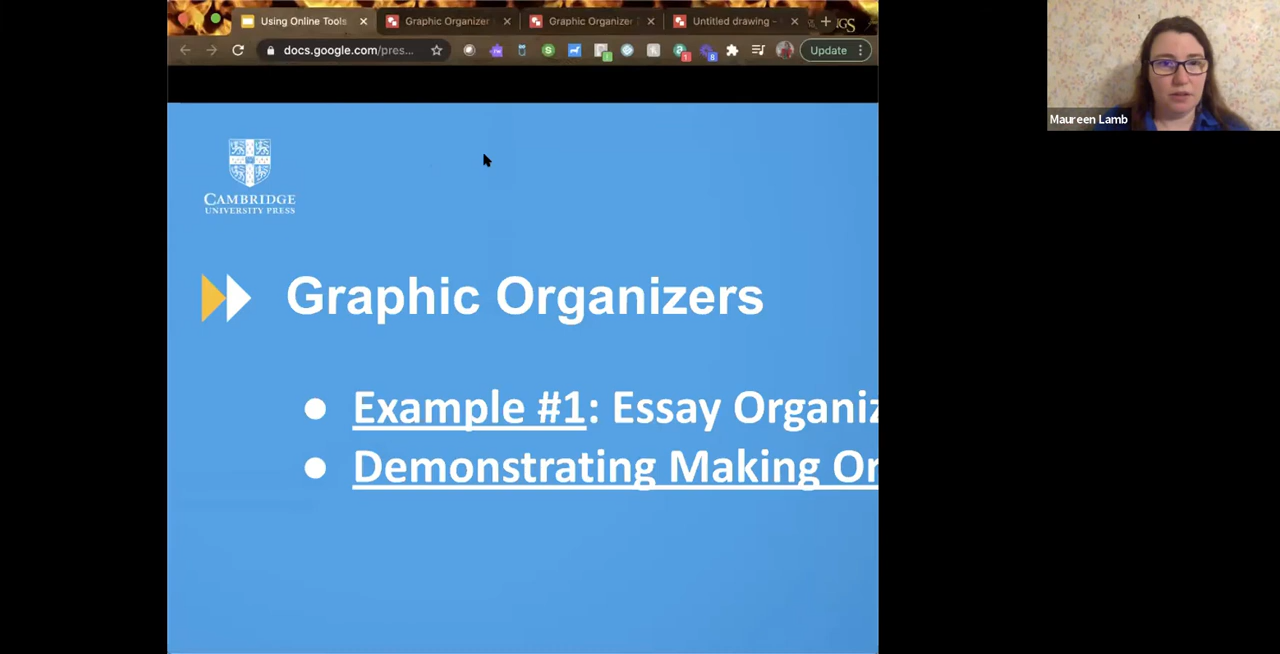 Using Online Tools
Graphic Organizer
Graphic Organizer
Untitled drawing -
docs.google.com/pres...
Update
Maureen Lamb
CAMBRIDGE
UNIVERSITY PRESS
Graphic Organizers
Example #1: Essay Organiz
Demonstrating Making Or